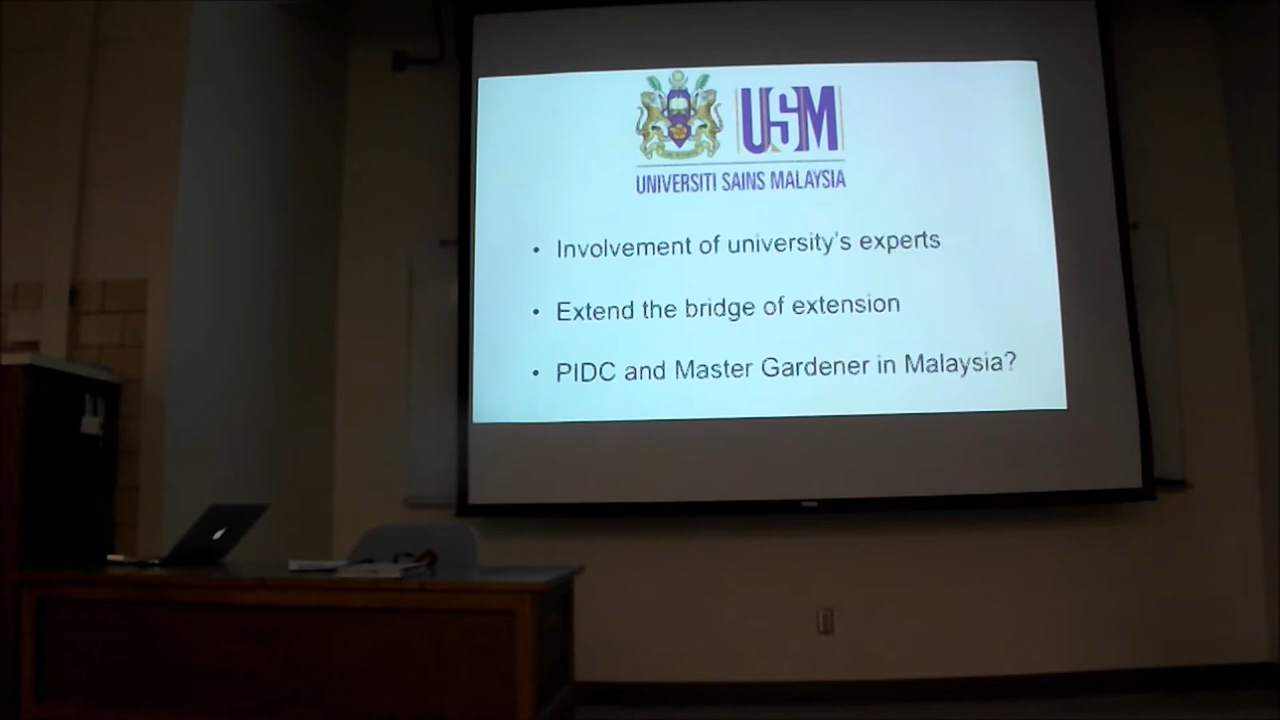 USM
UNIVERSITI SAINS MALAYSIA
• Involvement of university's experts
• Extend the bridge of extension
• PIDC and Master Gardener in Malaysia?